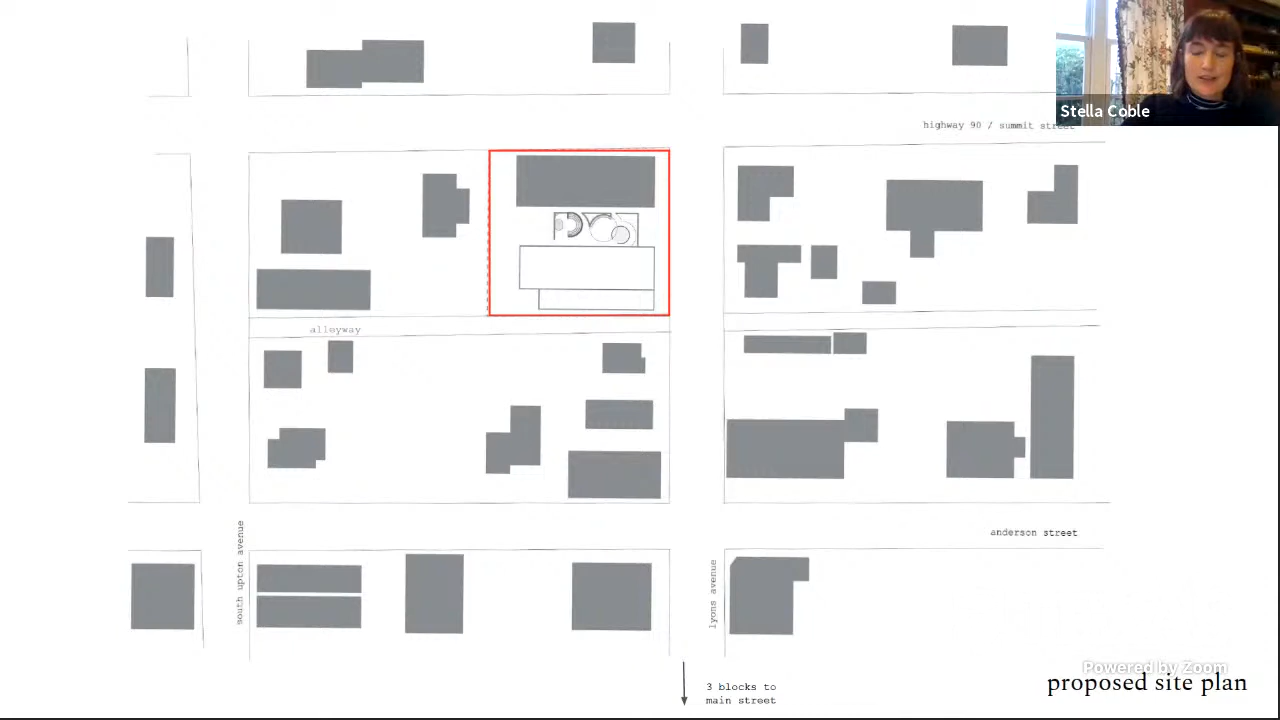 Stella Coble
highway 90 / summit street
alleyway
anderson street
south upton avenue
lyons avenue
3 blocks to
main street
Powered by Zoom
proposed site plan